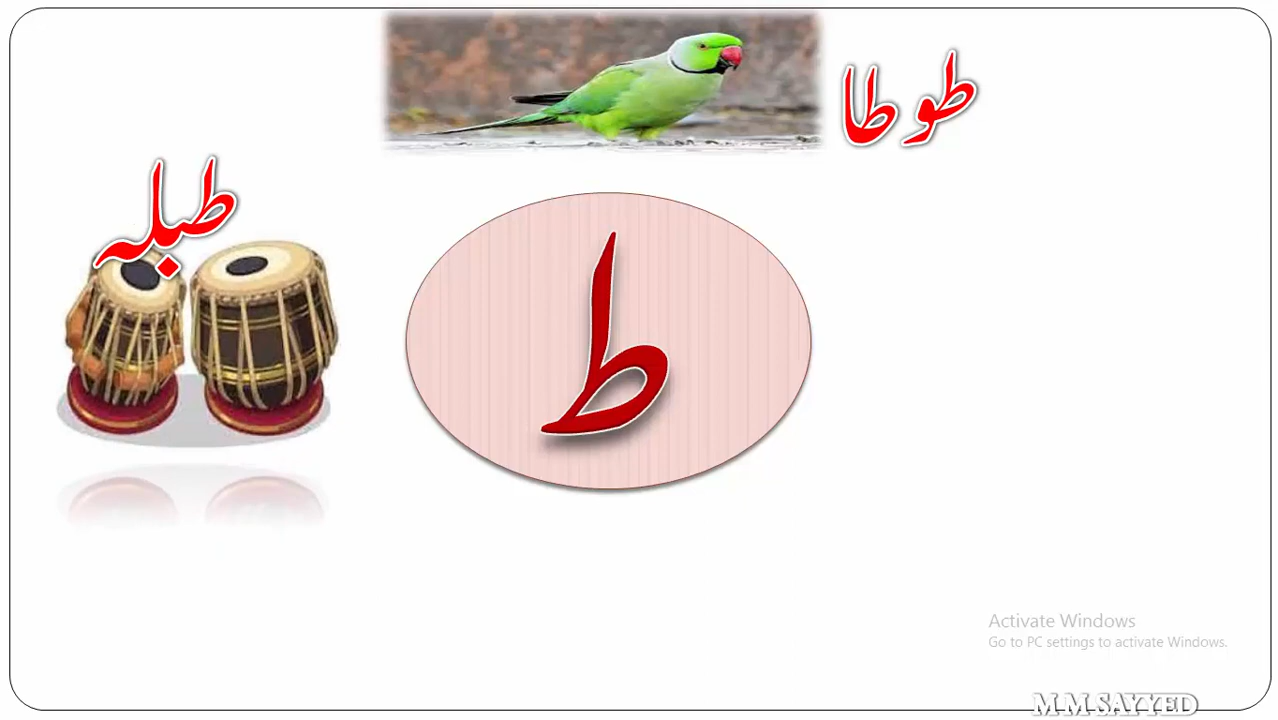 طوطا
طبلہ
ط
Activate Windows
Go to PC settings to activate Windows.
M M SAYYED